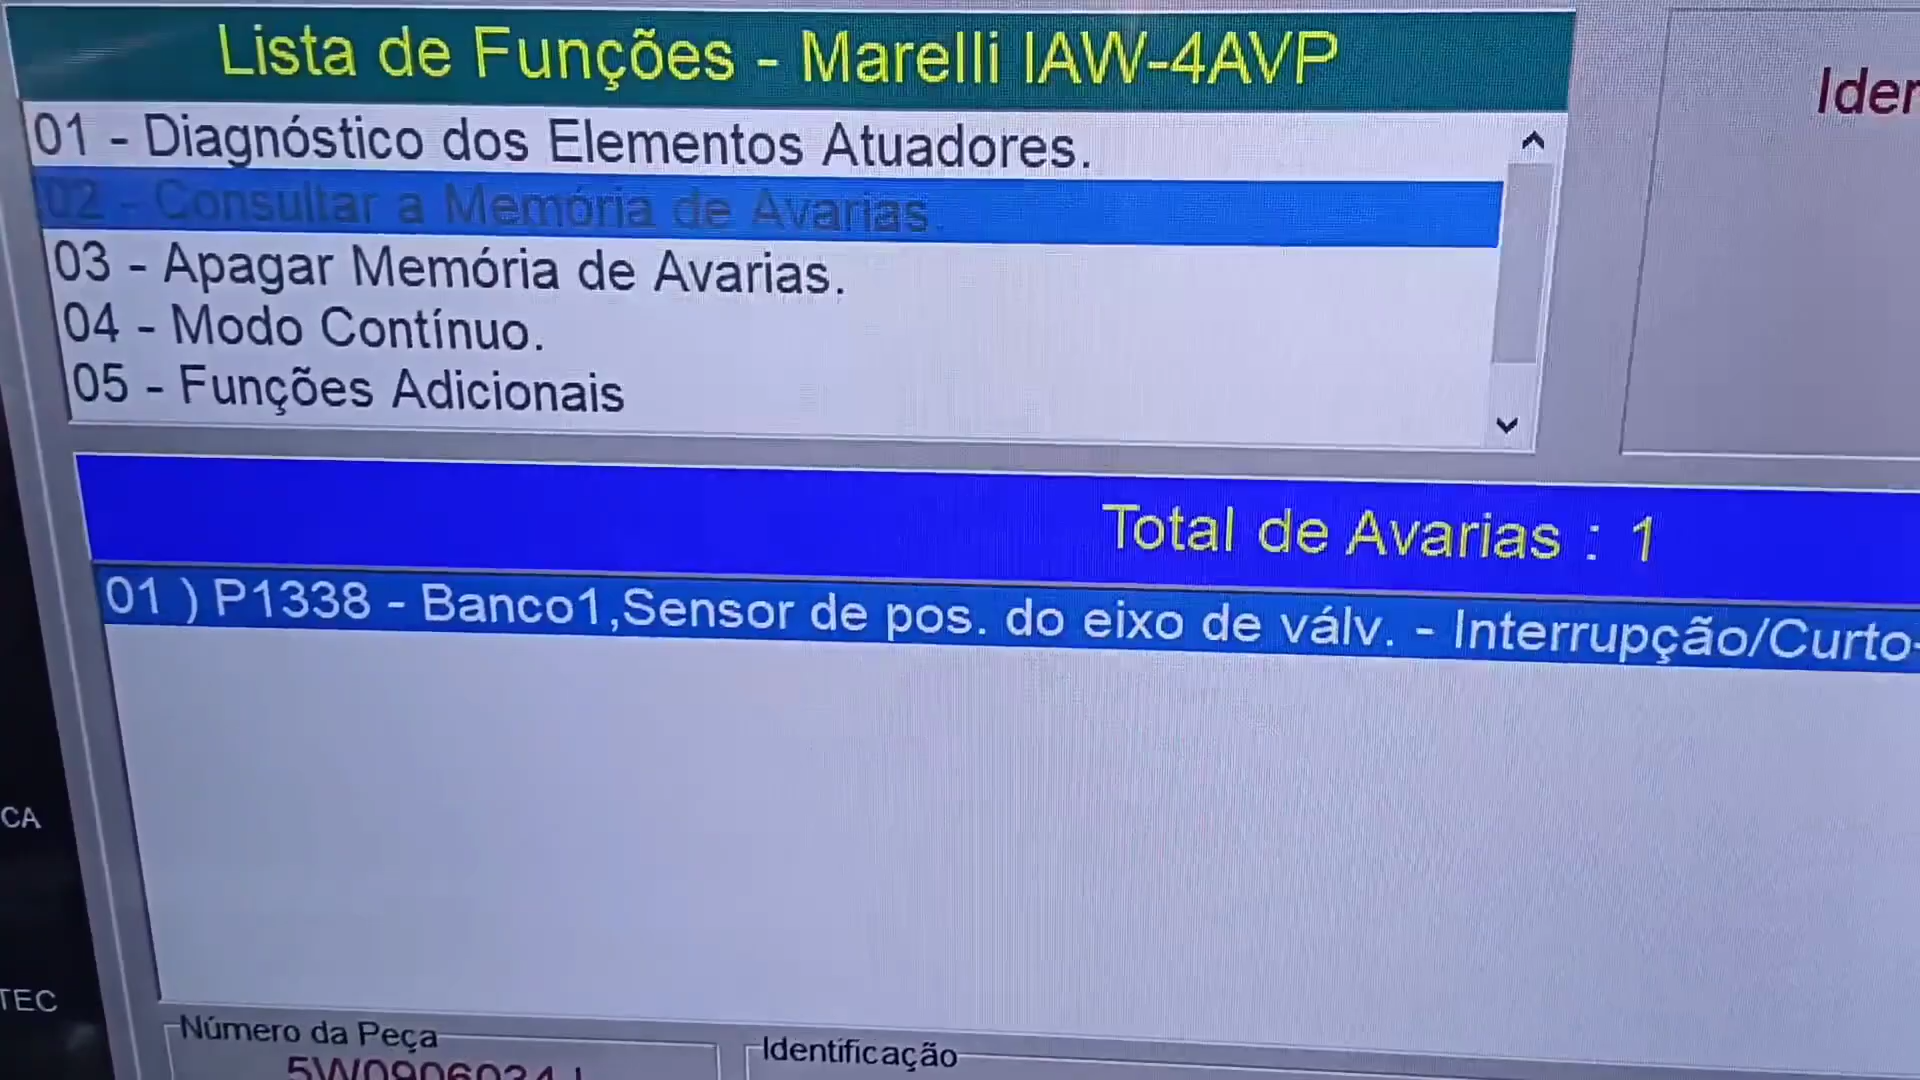 Lista de Funções - Marelli IAW-4AVP
01 - Diagnóstico dos Elementos Atuadores.
02 - Consultar a Memória de Avarias.
03 - Apagar Memória de Avarias.
04 - Modo Contínuo.
05 - Funções Adicionais
Total de Avarias : 1
01 ) P1338 - Banco1,Sensor de pos. do eixo de válv. - Interrupção/Curto-
CA
TEC
Número da Peça
Identificação